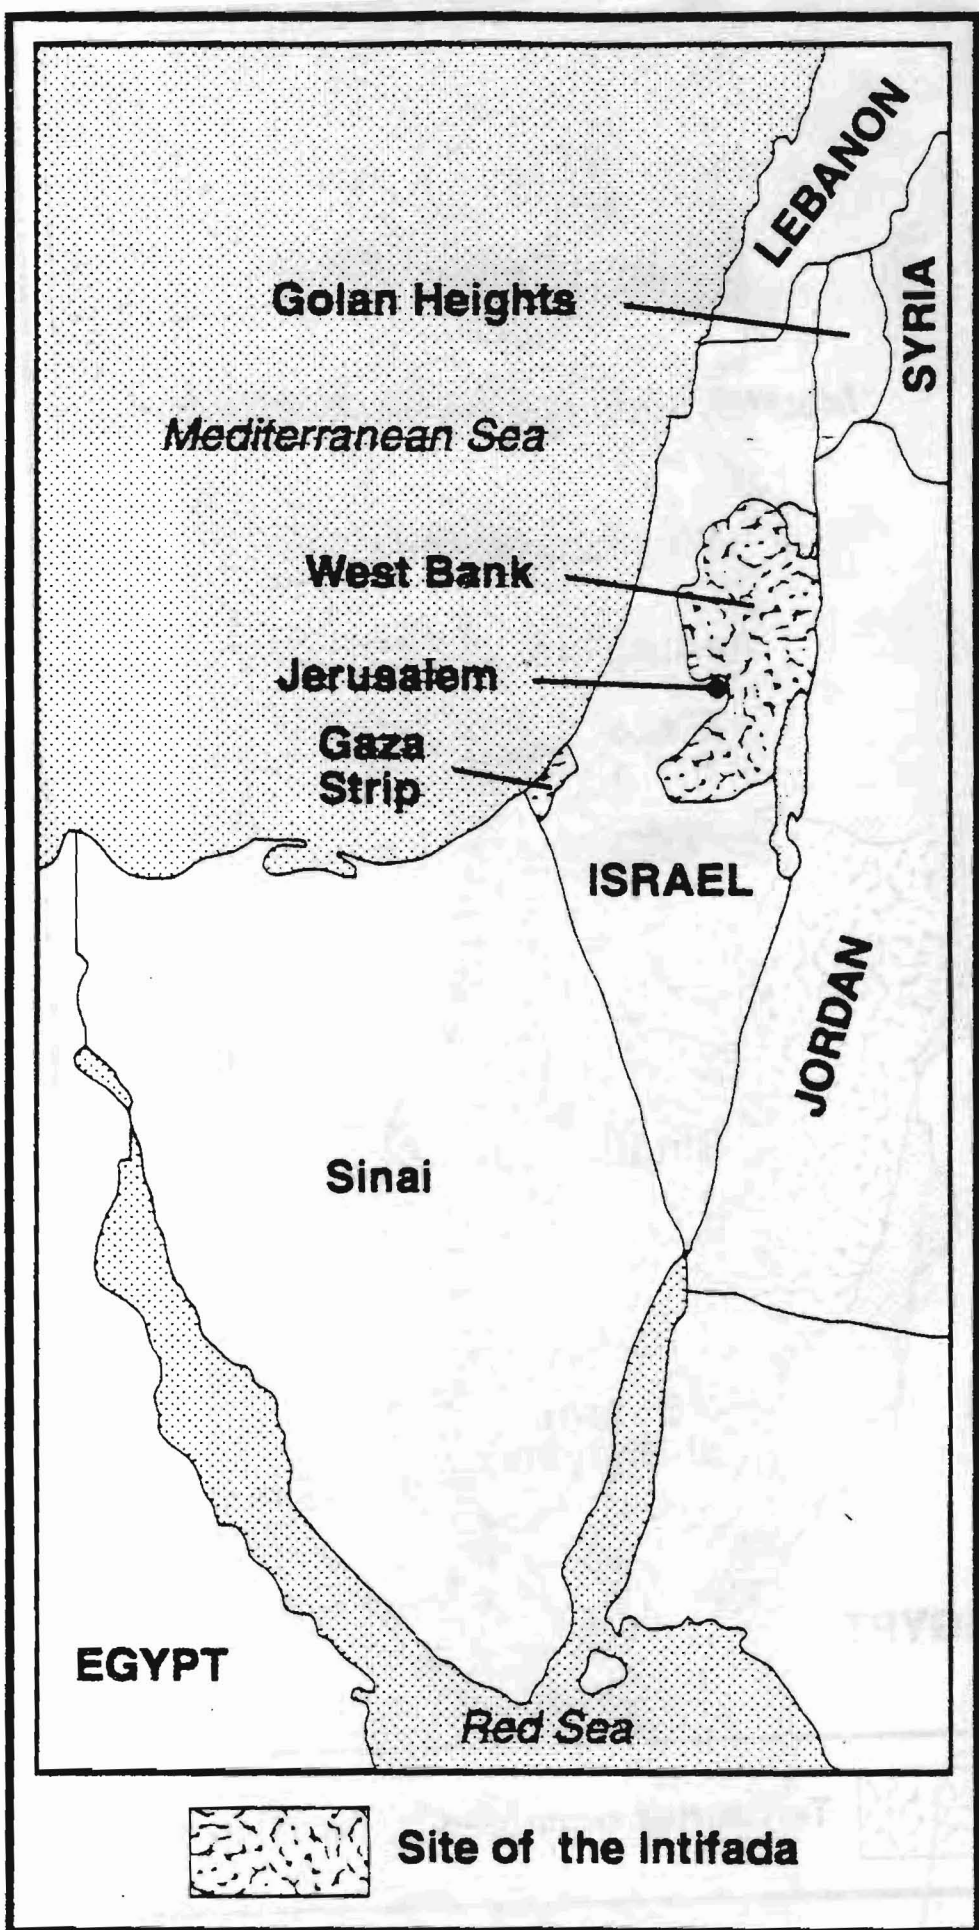 LEBANON
Golan Heights
SYRIA
Mediterranean Sea
West Bank
Jerusalem
Gaza
Strip
ISRAEL
JORDAN
Sinai
EGYPT
Red Sea
Site of the Intifada